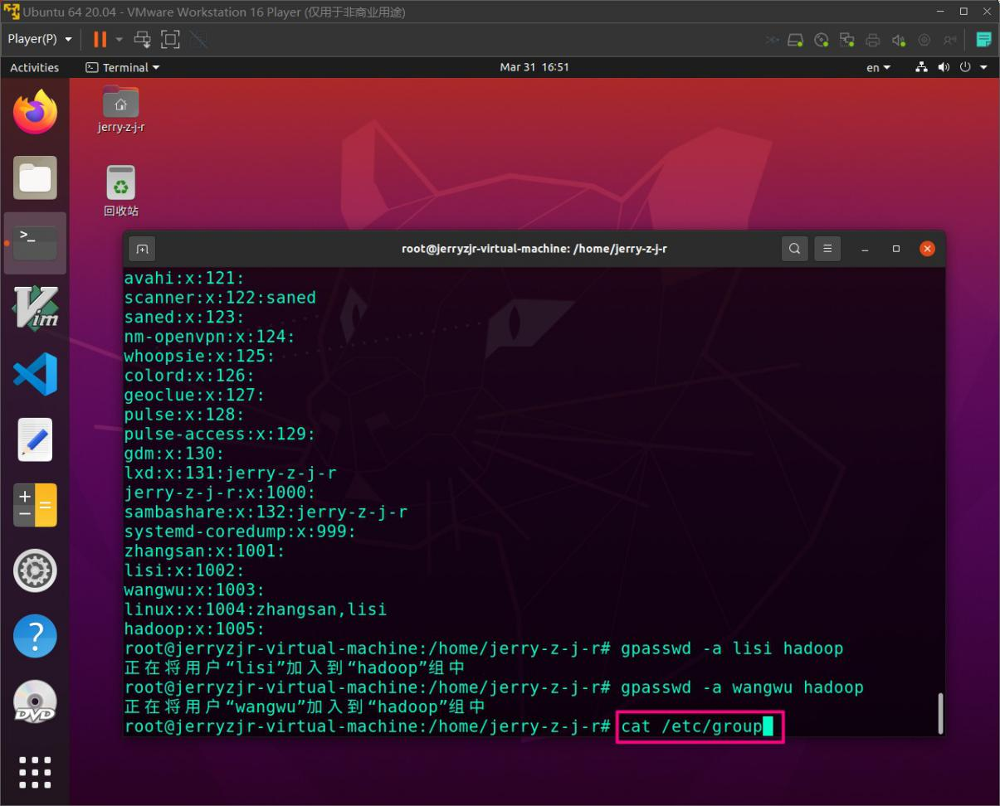 Ubuntu 64 20.04 - VMware Workstation 16 Player (仅用于非商业用途)
Player(P)
Activities
Terminal
Mar 31 16:51
en
jerry-z-j-r
回收站
Vim
DVD
root@jerryzjr-virtual-machine: /home/jerry-z-j-r
avahi:x:121:
scanner:x:122:saned
saned:x:123:
nm-openvpn:x:124:
whoopsie:x:125:
colord:x:126:
geoclue:x:127:
pulse:x:128:
pulse-access:x:129:
gdm:x:130:
lxd:x:131:jerry-z-j-r
jerry-z-j-r:x:1000:
sambashare:x:132:jerry-z-j-r
systemd-coredump:x:999:
zhangsan:x:1001:
lisi:x:1002:
wangwu:x:1003:
linux:x:1004:zhangsan,lisi
hadoop:x:1005:
root@jerryzjr-virtual-machine:/home/jerry-z-j-r# gpasswd -a lisi hadoop
正在将用户“lisi”加入到“hadoop”组中
root@jerryzjr-virtual-machine:/home/jerry-z-j-r# gpasswd -a wangwu hadoop
正在将用户“wangwu”加入到“hadoop”组中
root@jerryzjr-virtual-machine:/home/jerry-z-j-r# cat /etc/group